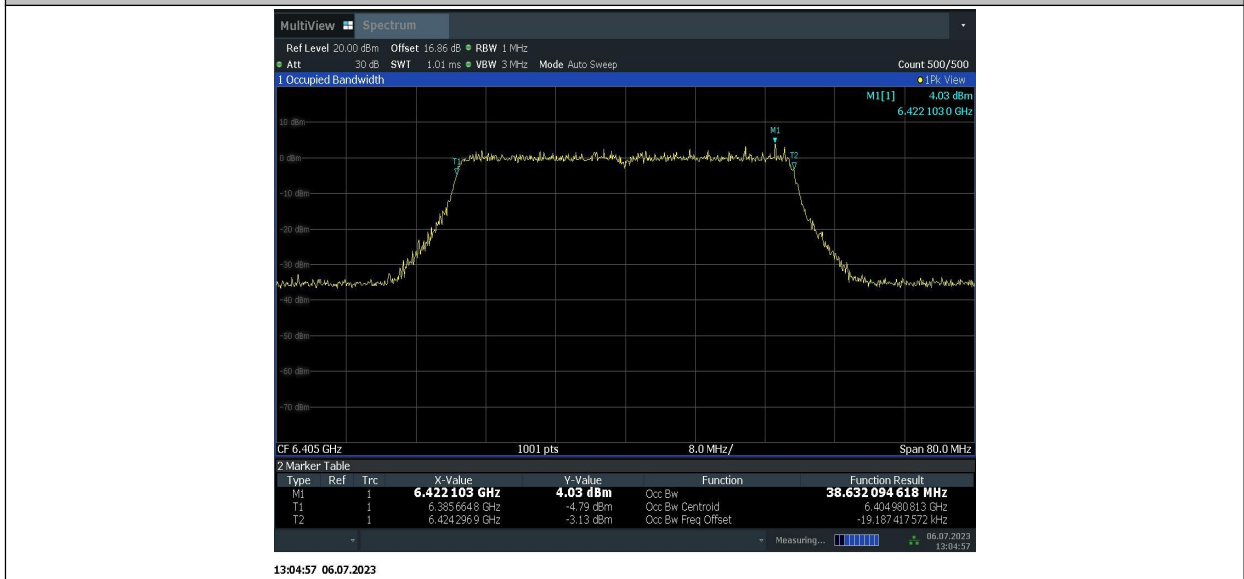 MultiView Spectrum
Ref Level 20.00 dBm Offset 16.86 dB RBW 1 MHz
Att 30 dB SWT 1.01 ms VBW 3 MHz Mode Auto Sweep Count 500/500
1 Occupied Bandwidth 1Pk View
M1[1] 4.03 dBm
6.422 103 0 GHz
10 dBm
M1
0 dBm
T1
T2
-10 dBm
-20 dBm
-30 dBm
-40 dBm
-50 dBm
-60 dBm
-70 dBm
CF 6.405 GHz 1001 pts 8.0 MHz/ Span 80.0 MHz
2 Marker Table
Type Ref Trc X-Value Y-Value Function Function Result
M1 1 6.422 103 GHz 4.03 dBm Occ Bw 38.632 094 618 MHz
T1 1 6.385 664 8 GHz -4.79 dBm Occ Bw Centroid 6.404 980 813 GHz
T2 1 6.424 296 9 GHz -3.13 dBm Occ Bw Freq Offset -19.187 417 572 kHz
Measuring... 06.07.2023
13:04:57
13:04:57 06.07.2023